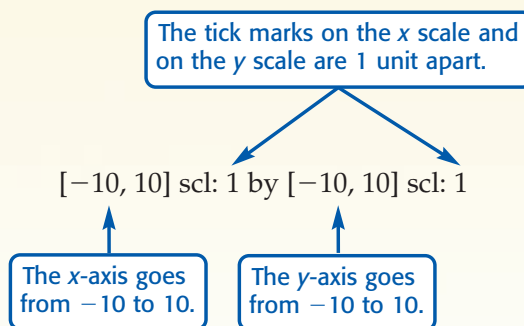 The tick marks on the x scale and
on the y scale are 1 unit apart.
[−10, 10] scl: 1 by [−10, 10] scl: 1
The x-axis goes
from −10 to 10.
The y-axis goes
from −10 to 10.